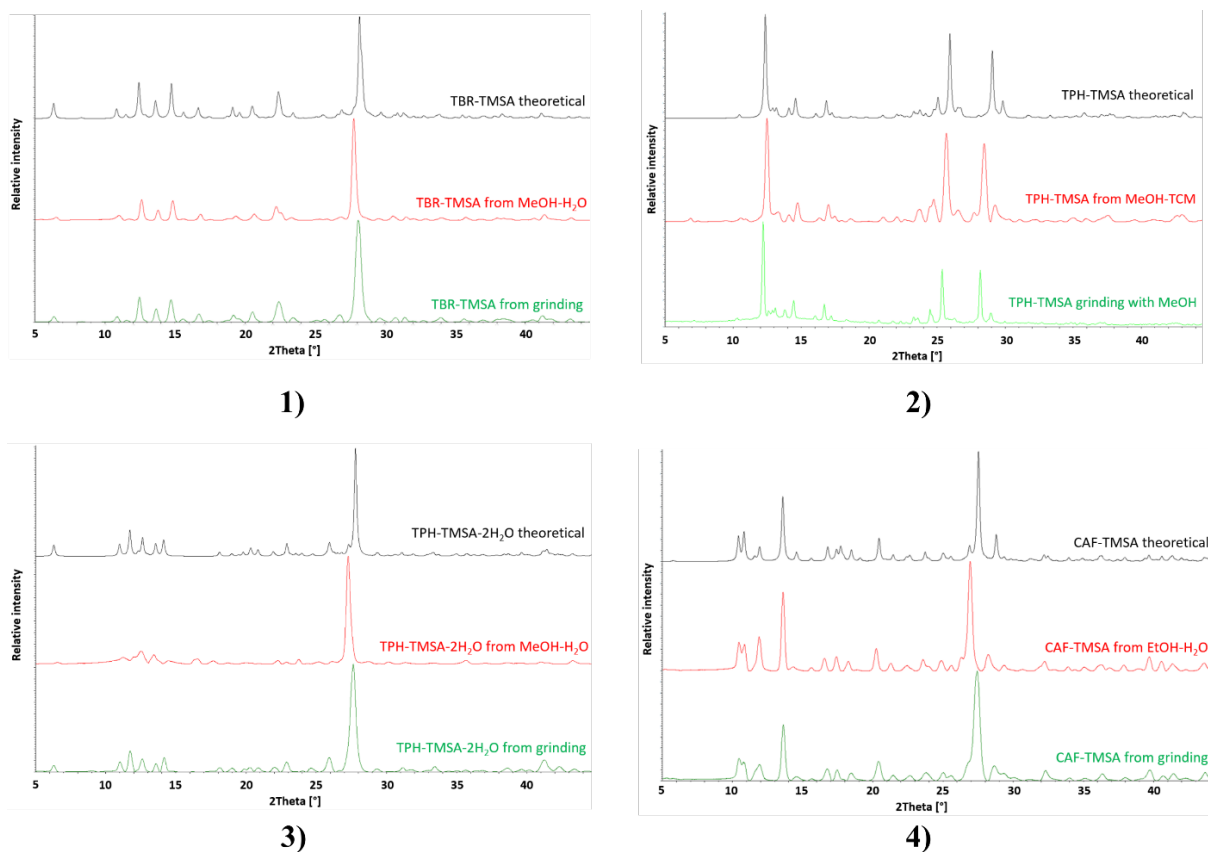 Relative intensity
TBR-TMSA theoretical
TBR-TMSA from MeOH-H₂O
TBR-TMSA from grinding
5 10 15 20 25 30 35 40
2Theta [°]
1)
Relative intensity
TPH-TMSA theoretical
TPH-TMSA from MeOH-TCM
TPH-TMSA grinding with MeOH
5 10 15 20 25 30 35 40
2Theta [°]
2)
Relative intensity
TPH-TMSA-2H₂O theoretical
TPH-TMSA-2H₂O from MeOH-H₂O
TPH-TMSA-2H₂O from grinding
5 10 15 20 25 30 35 40
2Theta [°]
3)
Relative intensity
CAF-TMSA theoretical
CAF-TMSA from EtOH-H₂O
CAF-TMSA from grinding
5 10 15 20 25 30 35 40
2Theta [°]
4)